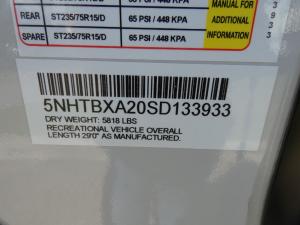 MANUAL FOR
REAR ST235/75R15/D 65 PSI / 448 KPA ADDITIONAL
SPARE ST235/75R15/D 65 PSI / 448 KPA INFORMATION
5NHTBXA20SD133933
DRY WEIGHT: 5818 LBS
RECREATIONAL VEHICLE OVERALL
LENGTH 29'0" AS MANUFACTURED.